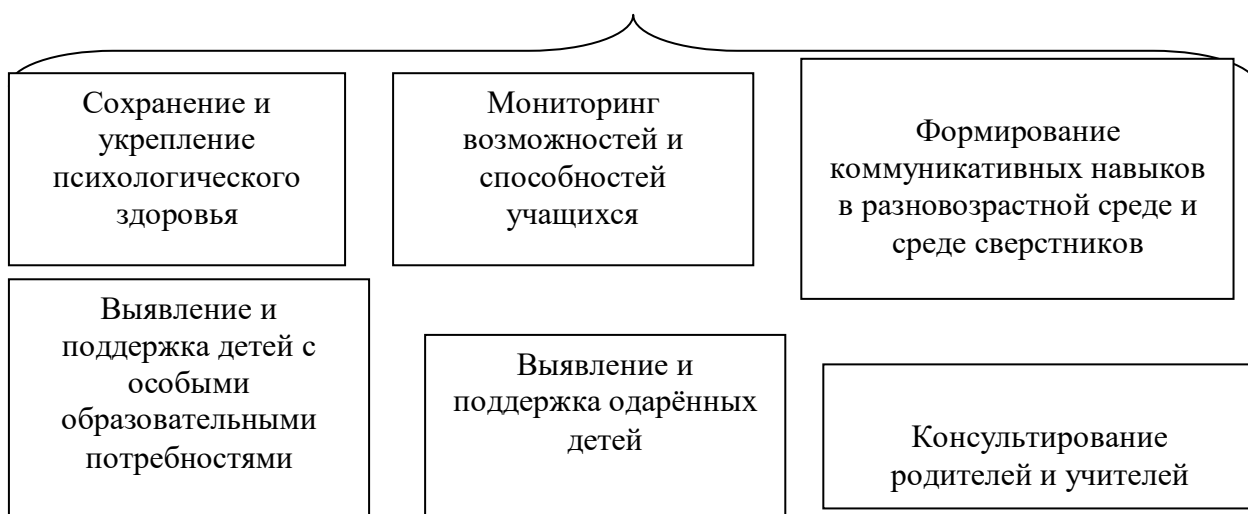 Сохранение и
укрепление
психологического
здоровья
Мониторинг
возможностей и
способностей
учащихся
Формирование
коммуникативных навыков
в разновозрастной среде и
среде сверстников
Выявление и
поддержка детей с
особыми
образовательными
потребностями
Выявление и
поддержка одарённых
детей
Консультирование
родителей и учителей